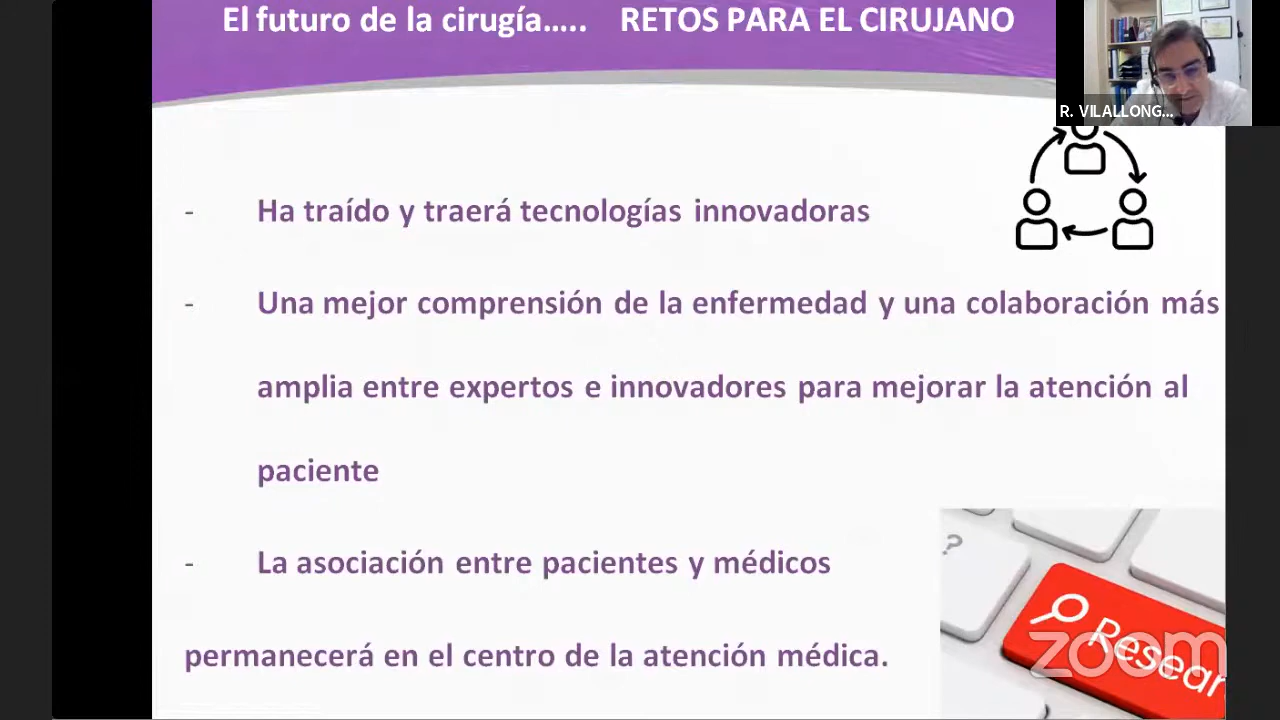 El futuro de la cirugía..... RETOS PARA EL CIRUJANO
R. VILALLONG...
- Ha traído y traerá tecnologías innovadoras
- Una mejor comprensión de la enfermedad y una colaboración más
amplia entre expertos e innovadores para mejorar la atención al
paciente
- La asociación entre pacientes y médicos
permanecerá en el centro de la atención médica.
?
Resear
zoom